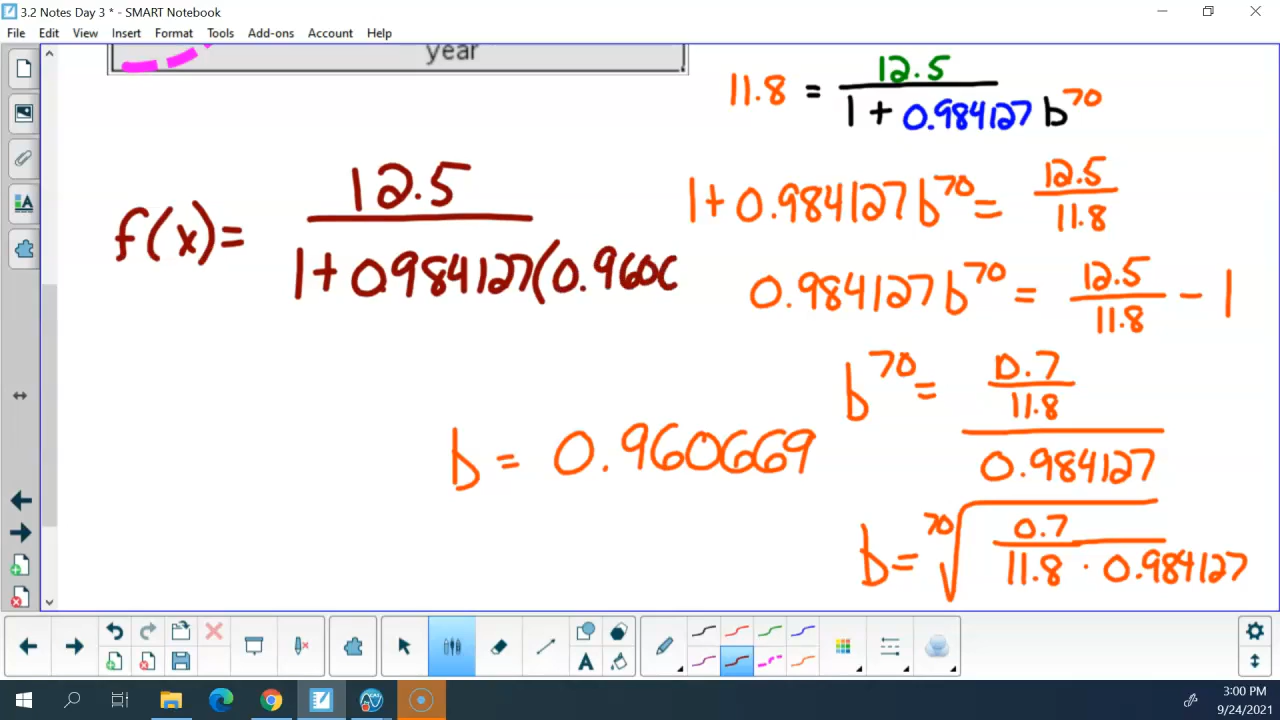 3.2 Notes Day 3 * - SMART Notebook
File Edit View Insert Format Tools Add-ons Account Help
year
11.8 = 12.5
1 + 0.984127 b^70
1 + 0.984127 b^70 = 12.5
11.8
f(x) = 12.5
1 + 0.984127(0.960
0.984127 b^70 = 12.5 - 1
11.8
b^70 = 0.7
11.8
0.984127
b = 0.960669
b = 70√ 0.7
11.8 · 0.984127
A
3:00 PM
9/24/2021